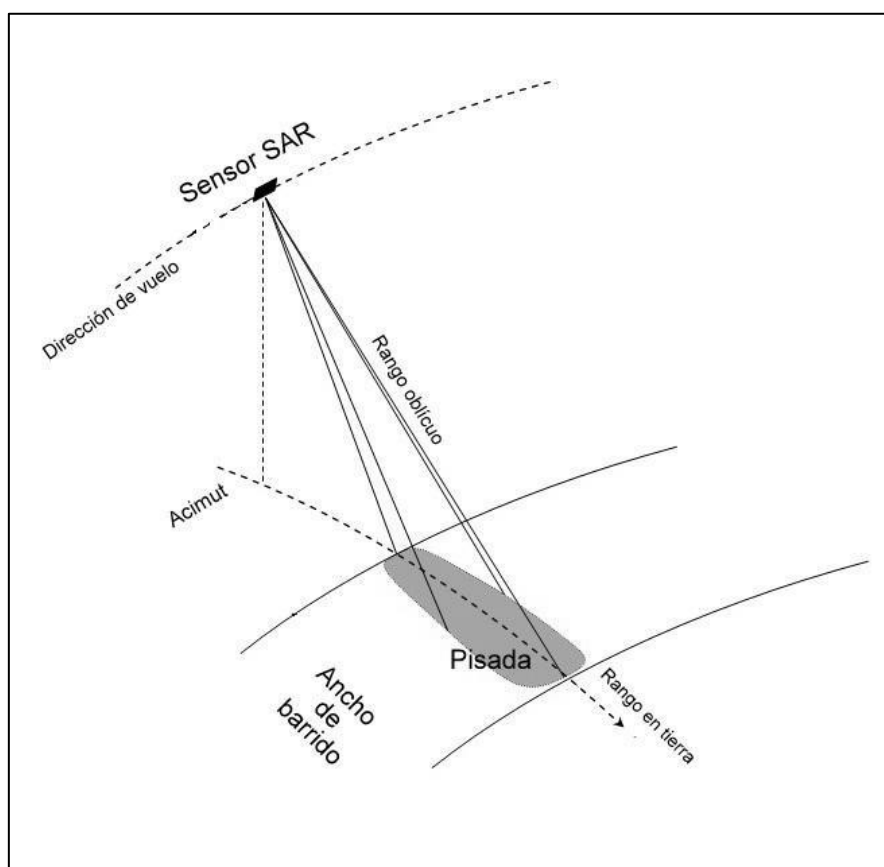 Sensor SAR
Dirección de vuelo
Rango oblícuo
Acimut
Pisada
Ancho
de
barrido
Rango en tierra